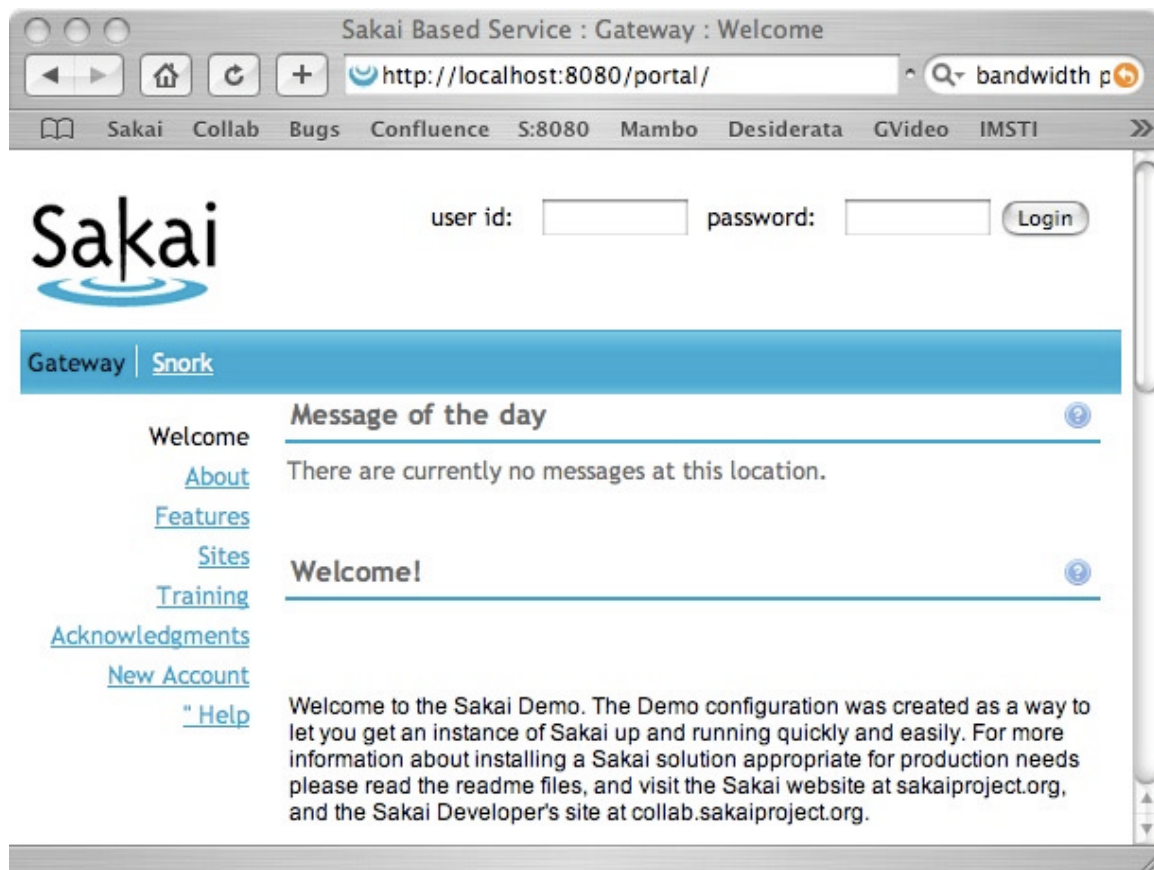 Sakai Based Service : Gateway : Welcome
http://localhost:8080/portal/ bandwidth p
Sakai Collab Bugs Confluence S:8080 Mambo Desiderata GVideo IMSTI »
Sakai
user id: password: Login
Gateway Snork
Welcome
About
Features
Sites
Training
Acknowledgments
New Account
" Help
Message of the day
There are currently no messages at this location.
Welcome!
Welcome to the Sakai Demo. The Demo configuration was created as a way to
let you get an instance of Sakai up and running quickly and easily. For more
information about installing a Sakai solution appropriate for production needs
please read the readme files, and visit the Sakai website at sakaiproject.org,
and the Sakai Developer's site at collab.sakaiproject.org.